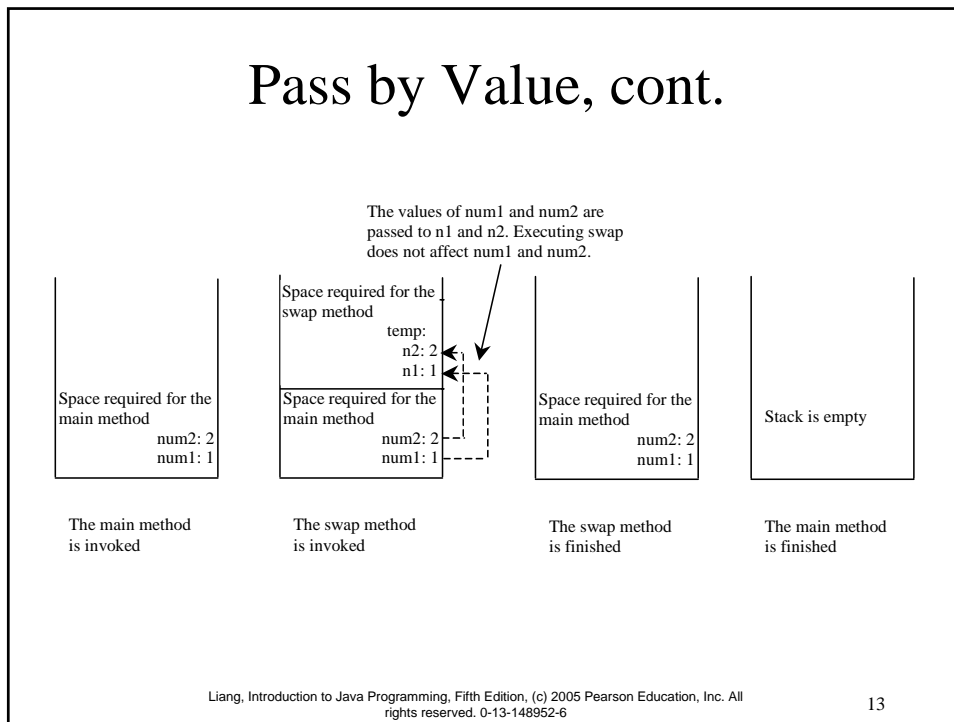 Pass by Value, cont.
The values of num1 and num2 are
passed to n1 and n2. Executing swap
does not affect num1 and num2.
Space required for the
main method
num2: 2
num1: 1
The main method
is invoked
Space required for the
swap method
temp:
n2: 2
n1: 1
Space required for the
main method
num2: 2
num1: 1
The swap method
is invoked
Space required for the
main method
num2: 2
num1: 1
The swap method
is finished
Stack is empty
The main method
is finished
Liang, Introduction to Java Programming, Fifth Edition, (c) 2005 Pearson Education, Inc. All
rights reserved. 0-13-148952-6
13